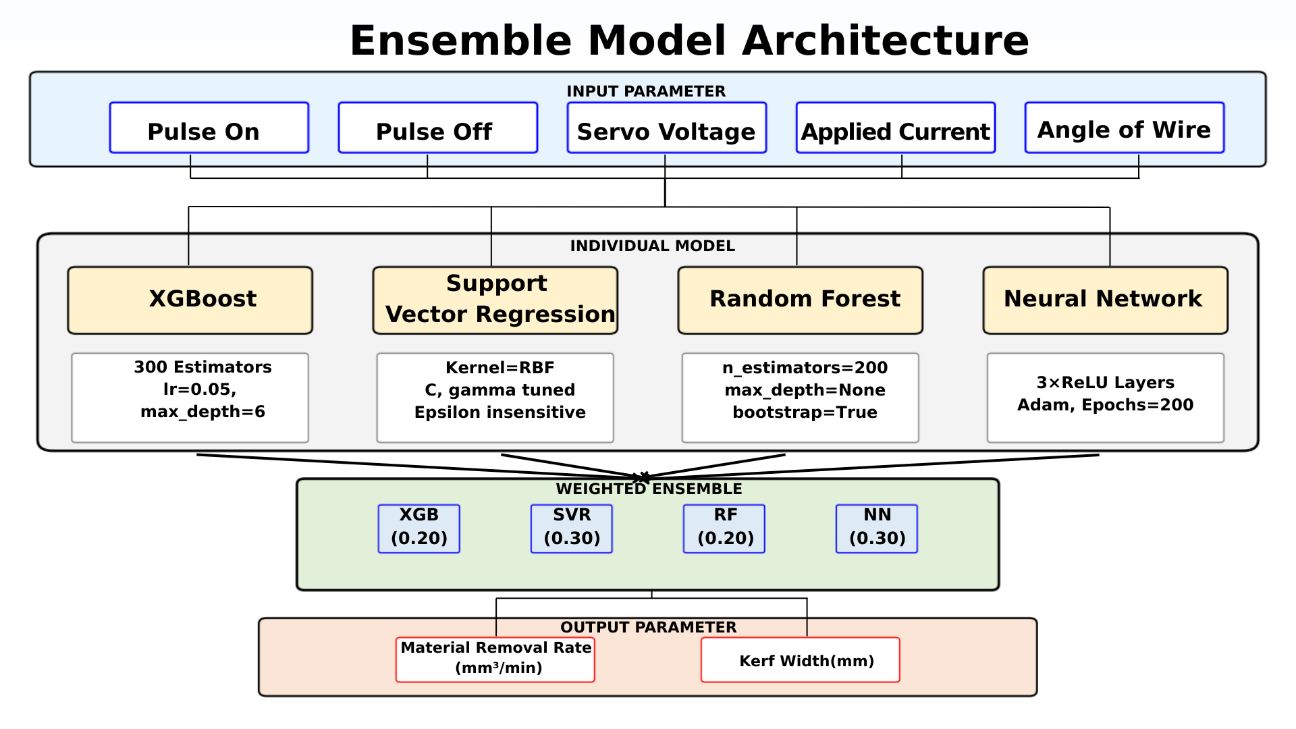 Ensemble Model Architecture
INPUT PARAMETER
Pulse On
Pulse Off
Servo Voltage
Applied Current
Angle of Wire
INDIVIDUAL MODEL
XGBoost
Support
Vector Regression
Random Forest
Neural Network
300 Estimators
lr=0.05,
max_depth=6
Kernel=RBF
C, gamma tuned
Epsilon insensitive
n_estimators=200
max_depth=None
bootstrap=True
3×ReLU Layers
Adam, Epochs=200
WEIGHTED ENSEMBLE
XGB
(0.20)
SVR
(0.30)
RF
(0.20)
NN
(0.30)
OUTPUT PARAMETER
Material Removal Rate
(mm³/min)
Kerf Width(mm)